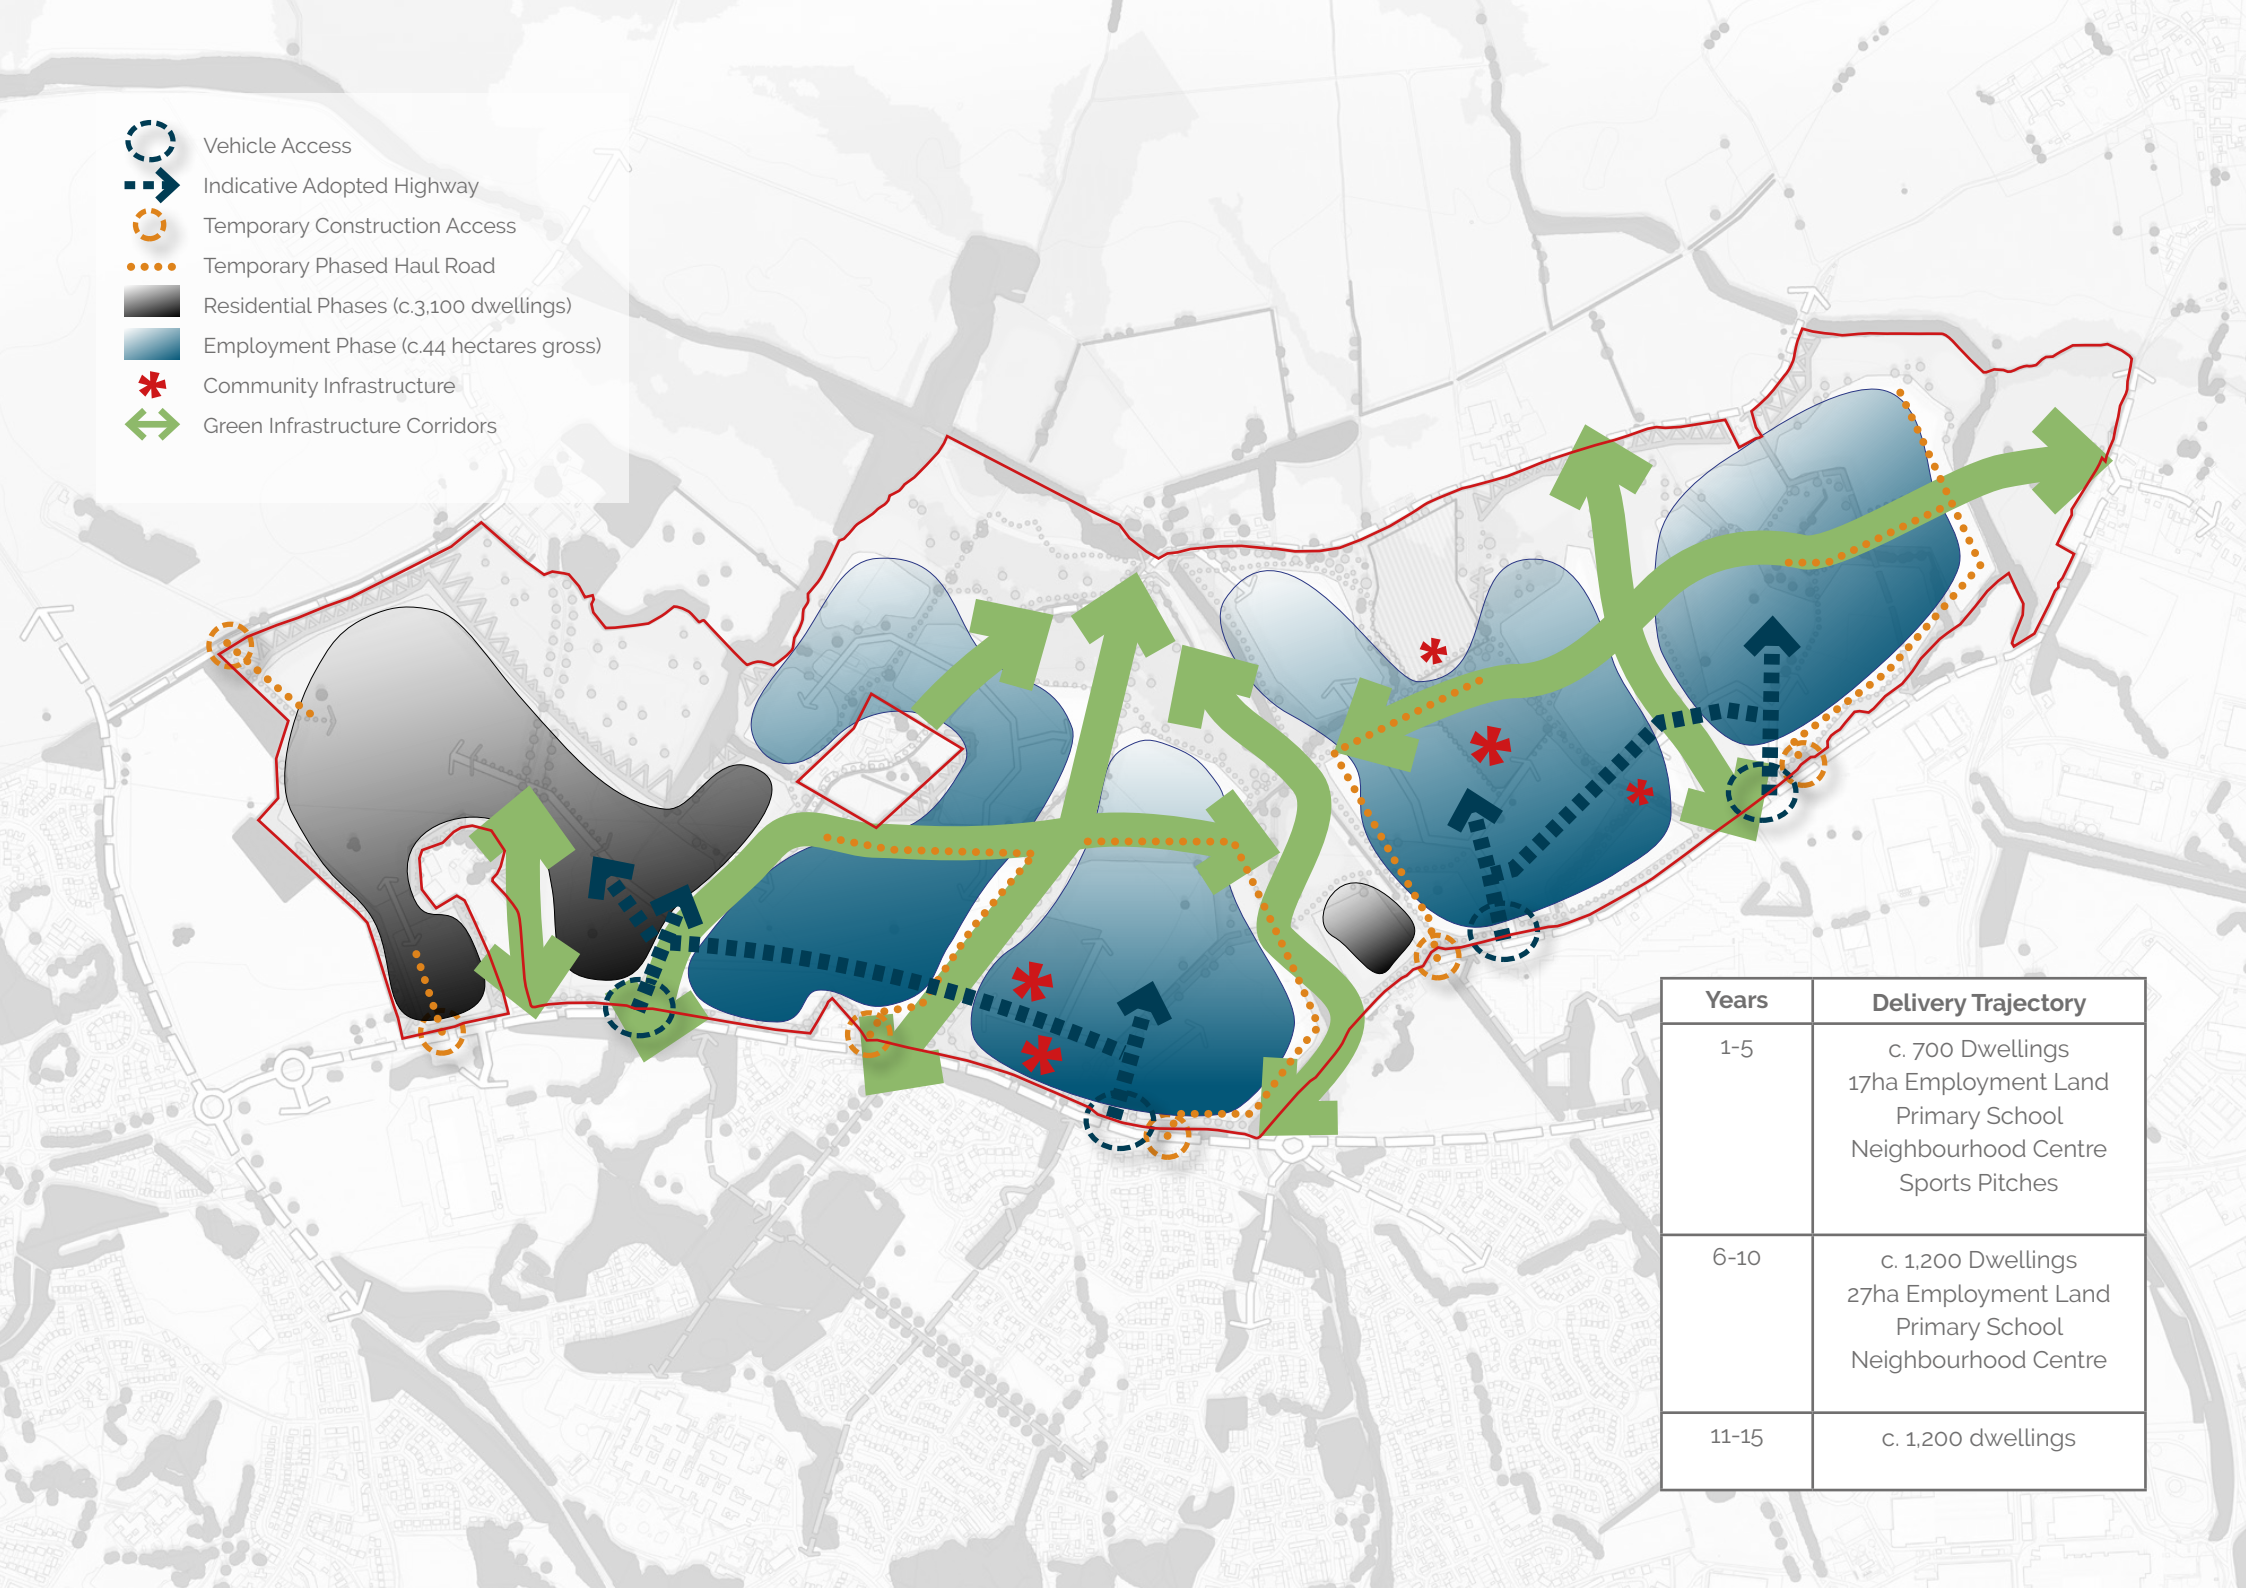 Vehicle Access
Indicative Adopted Highway
Temporary Construction Access
Temporary Phased Haul Road
Residential Phases (c.3,100 dwellings)
Employment Phase (c.44 hectares gross)
Community Infrastructure
Green Infrastructure Corridors
Years
Delivery Trajectory
1-5
c. 700 Dwellings
17ha Employment Land
Primary School
Neighbourhood Centre
Sports Pitches
6-10
c. 1,200 Dwellings
27ha Employment Land
Primary School
Neighbourhood Centre
11-15
c. 1,200 dwellings